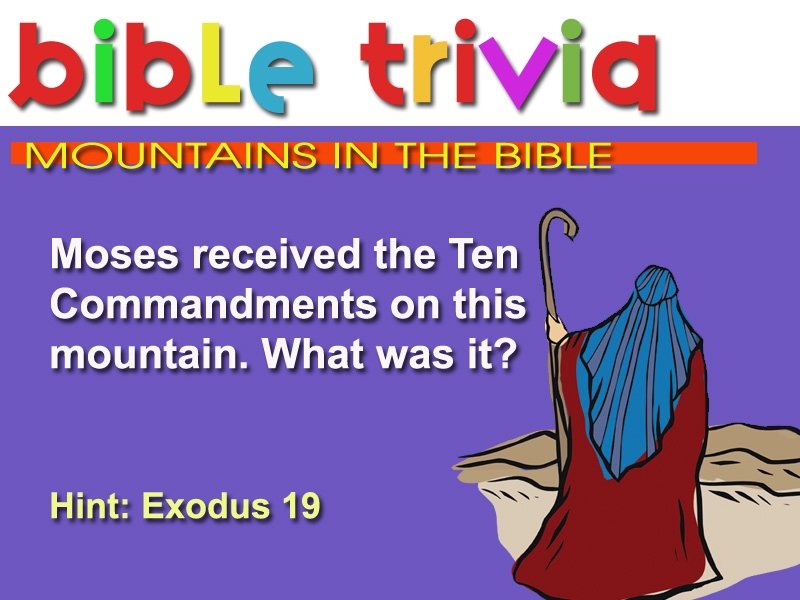 bibLe trivia
MOUNTAINS IN THE BIBLE
Moses received the Ten
Commandments on this
mountain. What was it?
Hint: Exodus 19